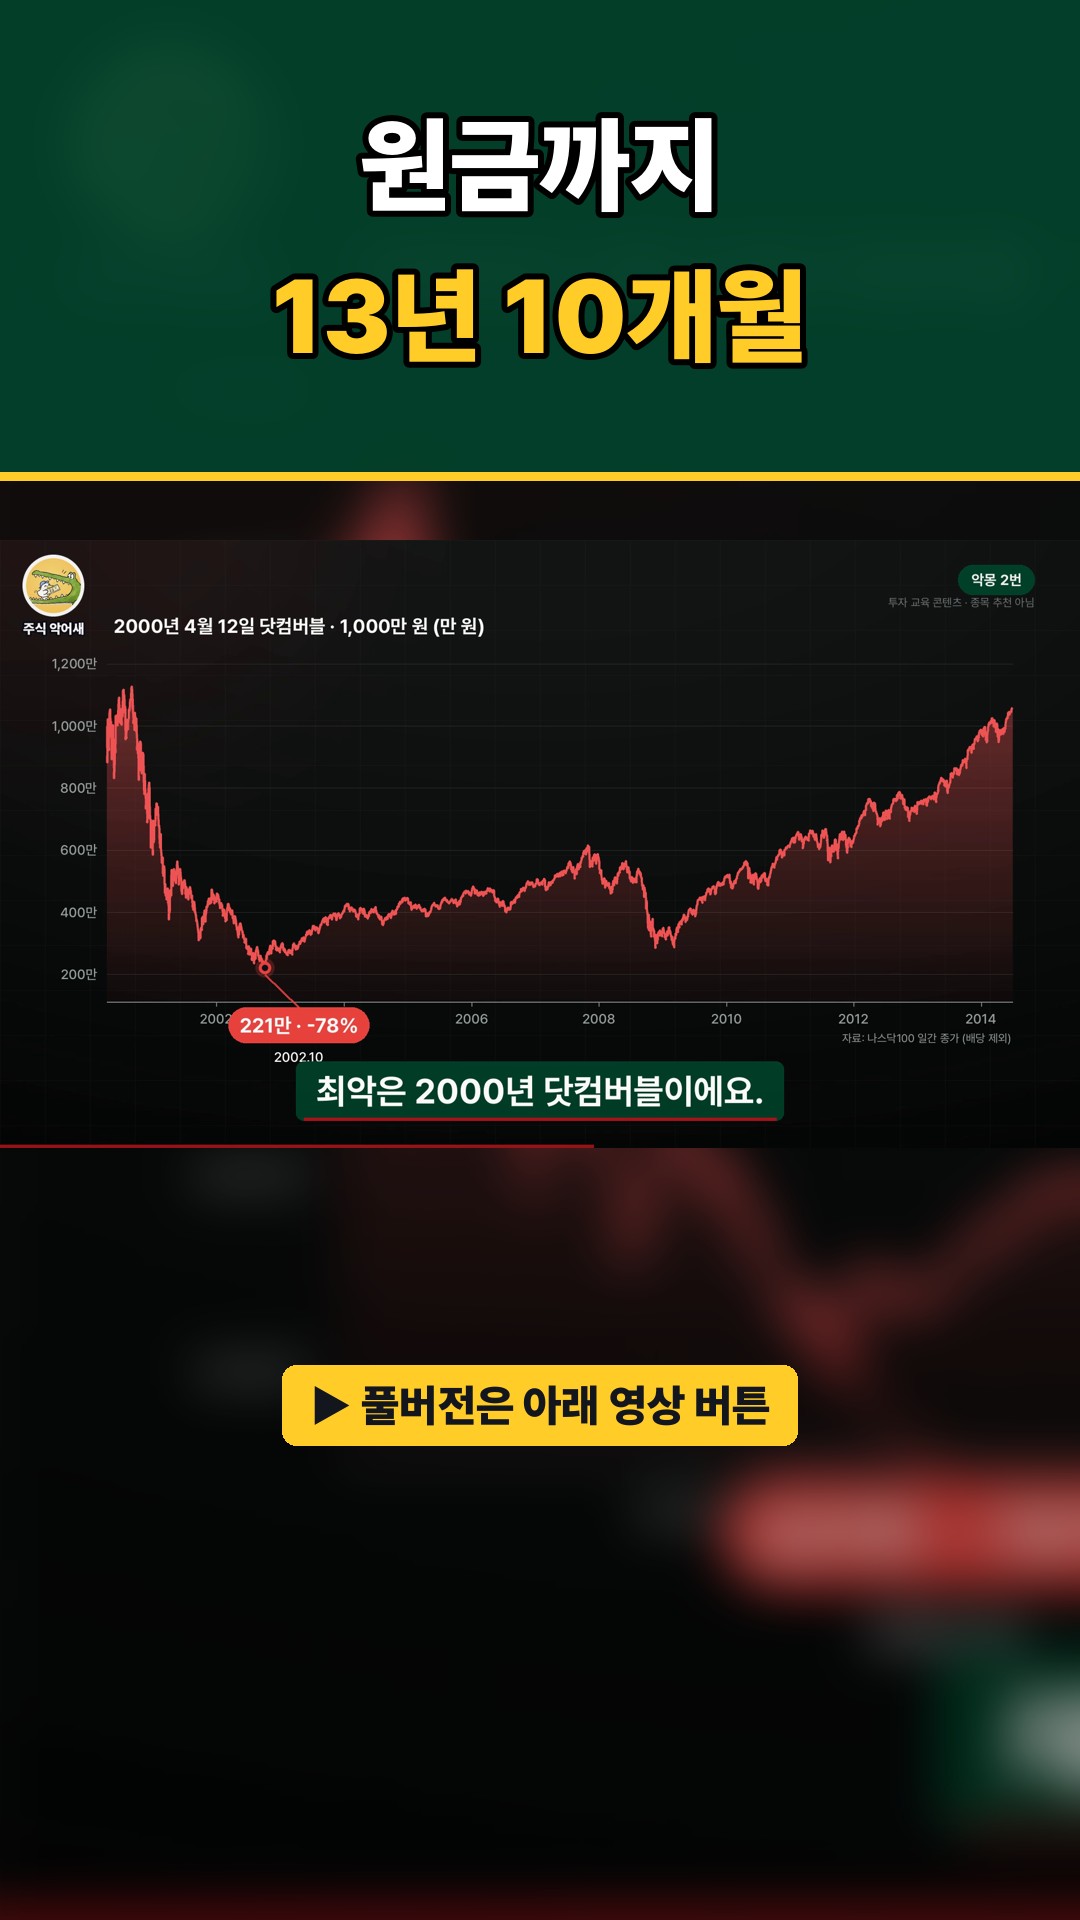 원금까지
13년 10개월
주식 악어새
악몽 2번
투자 교육 콘텐츠 · 종목 추천 아님
2000년 4월 12일 닷컴버블 · 1,000만 원 (만 원)
1,200만
1,000만
800만
600만
400만
200만
2002
2006
2008
2010
2012
2014
221만 · -78%
2002.10
자료: 나스닥100 일간 종가 (배당 제외)
최악은 2000년 닷컴버블이에요.
▶ 풀버전은 아래 영상 버튼